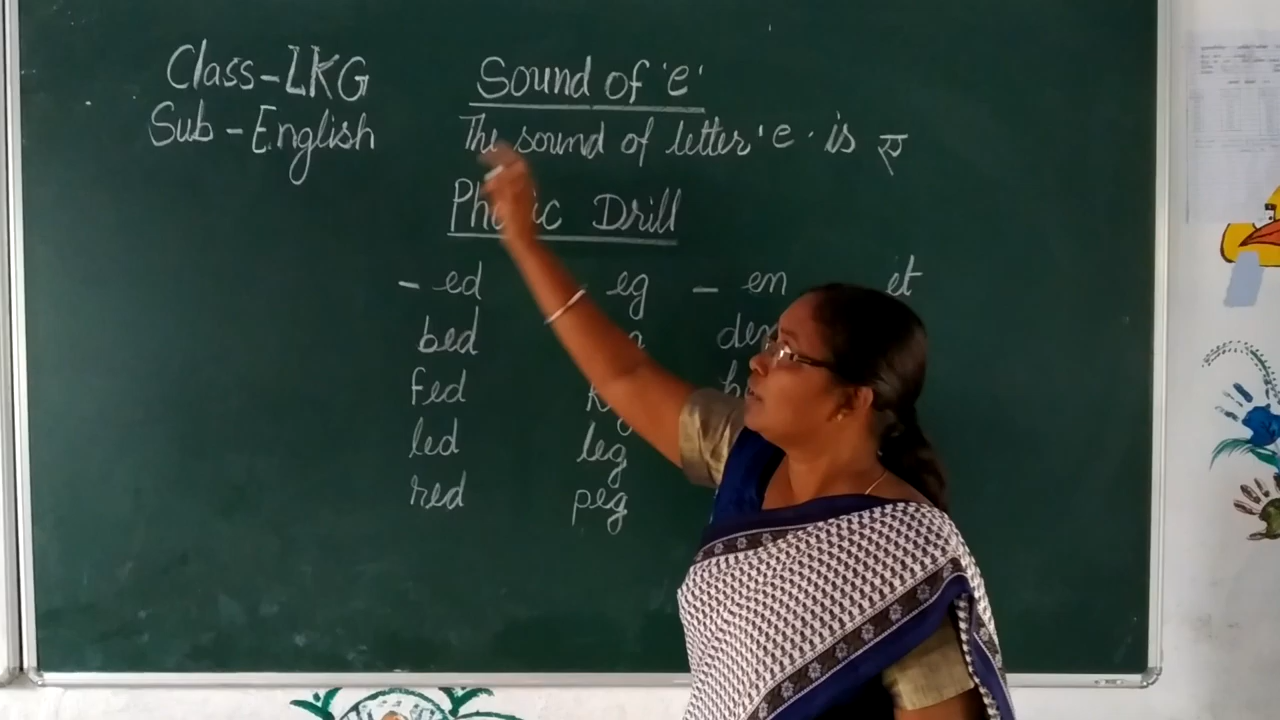 Class-LKG
Sub-English
Sound of 'e'
The sound of letter 'e' is ए
Phonic Drill
-ed eg -en et
bed
fed
led leg
red peg